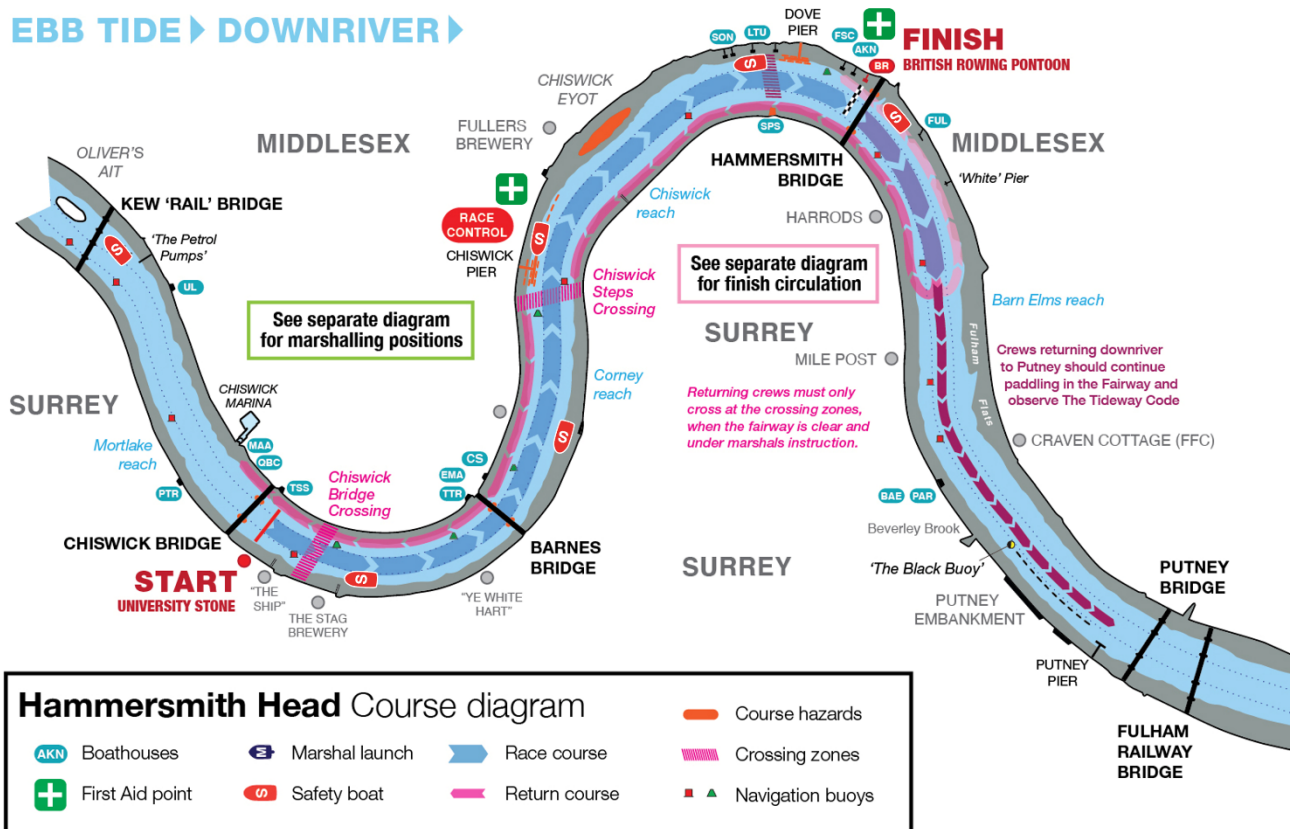 EBB TIDE DOWNRIVER
OLIVER'S
AIT
KEW 'RAIL' BRIDGE
'The Petrol
Pumps'
UL
MIDDLESEX
CHISWICK
EYOT
FULLERS
BREWERY
RACE
CONTROL
CHISWICK
PIER
SON
LTU
DOVE
PIER
FSC
AKN
BR
FINISH
BRITISH ROWING PONTOON
S
FUL
MIDDLESEX
'White' Pier
SPS
HAMMERSMITH
BRIDGE
HARRODS
Chiswick
reach
See separate diagram
for marshalling positions
Chiswick
Steps
Crossing
See separate diagram
for finish circulation
SURREY
MILE POST
Barn Elms reach
Fulham
Flats
Crews returning downriver
to Putney should continue
paddling in the Fairway and
observe The Tideway Code
CRAVEN COTTAGE (FFC)
Returning crews must only
cross at the crossing zones,
when the fairway is clear and
under marshals instruction.
Corney
reach
SURREY
CHISWICK
MARINA
Mortlake
reach
MAA
QBC
TSS
PTR
Chiswick
Bridge
Crossing
CS
EMA
TTR
CHISWICK BRIDGE
START
UNIVERSITY STONE
"THE
SHIP"
THE STAG
BREWERY
S
"YE WHITE
HART"
BARNES
BRIDGE
S
S
S
S
SURREY
BAE
PAR
Beverley Brook
'The Black Buoy'
PUTNEY
EMBANKMENT
PUTNEY
BRIDGE
PUTNEY
PIER
FULHAM
RAILWAY
BRIDGE
Hammersmith Head Course diagram
AKN Boathouses
M Marshal launch
Race course
Course hazards
Crossing zones
First Aid point
S Safety boat
Return course
Navigation buoys